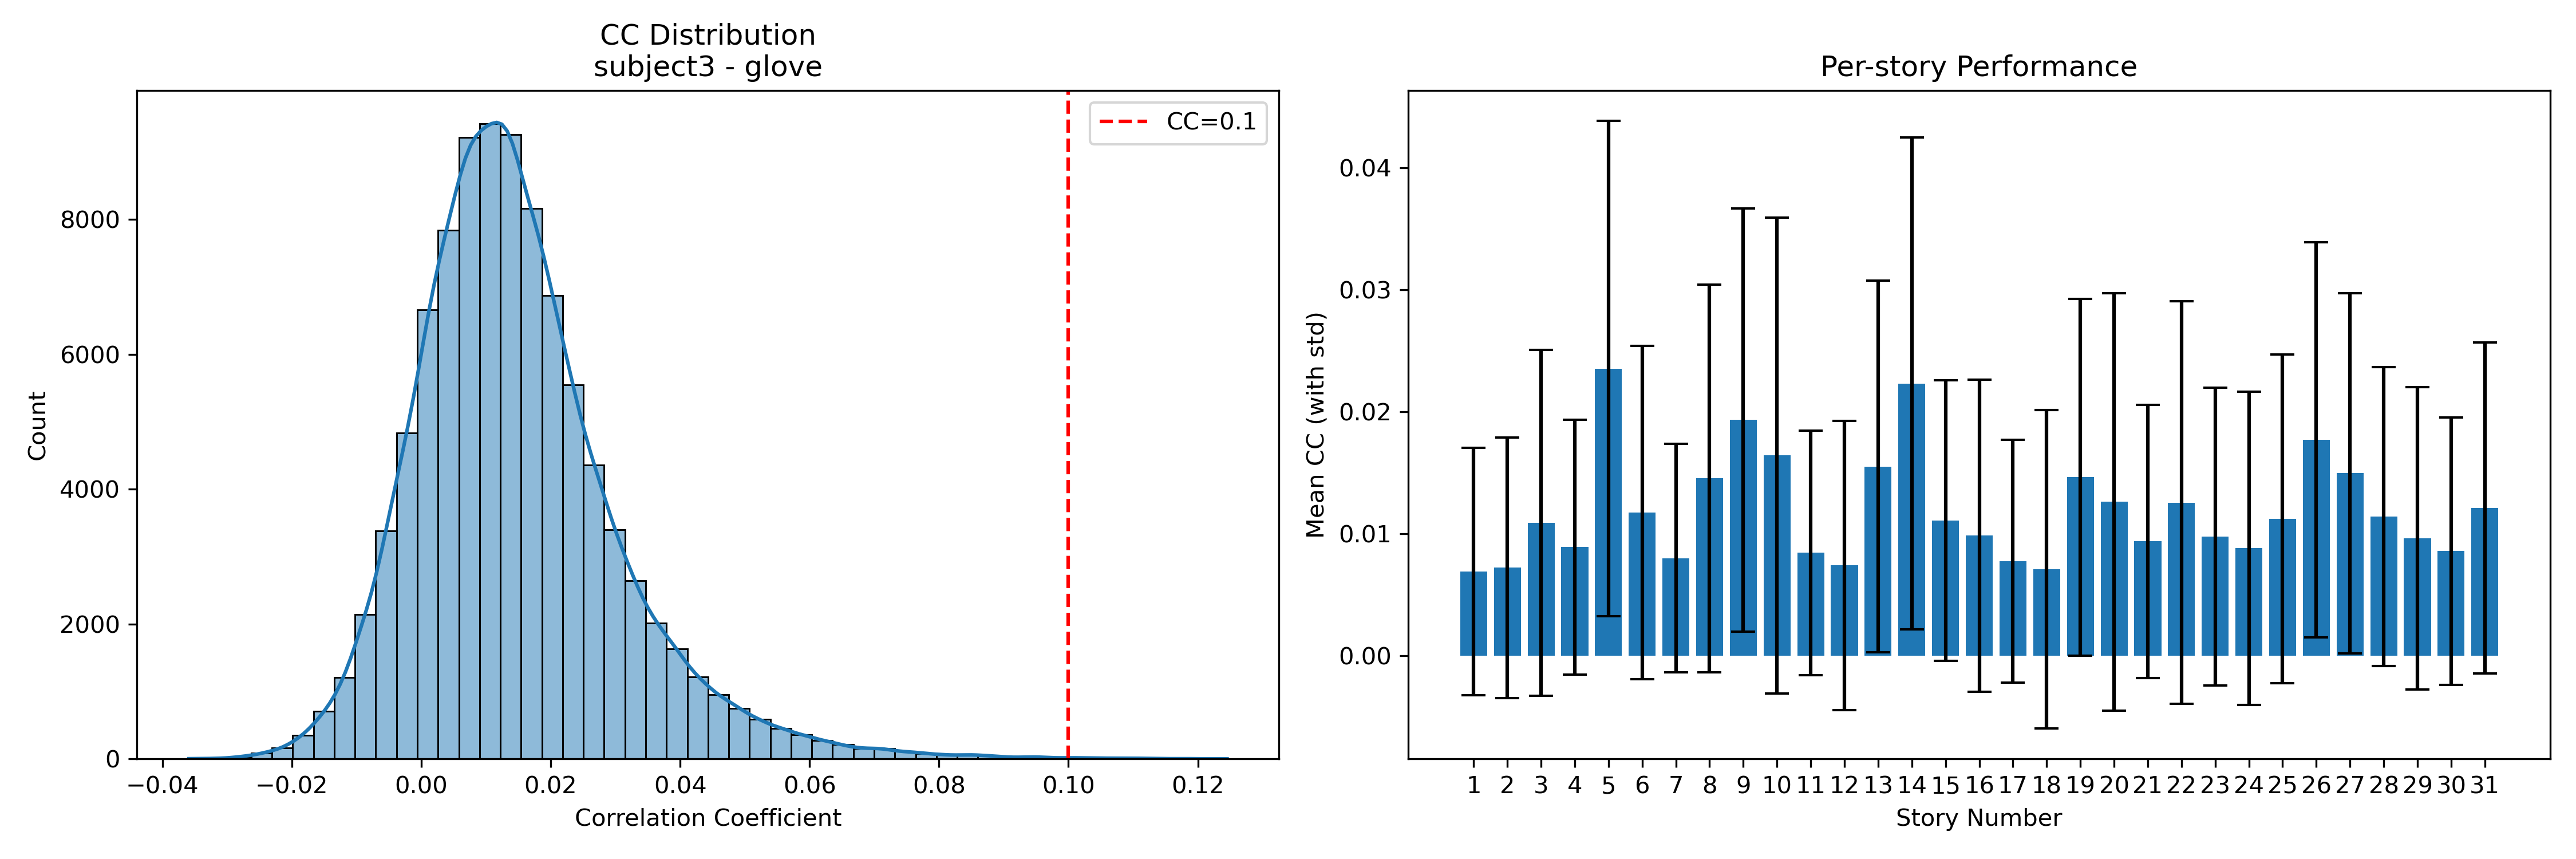 CC Distribution
subject3 - glove
CC=0.1
Count
8000
6000
4000
2000
0
−0.04 −0.02 0.00 0.02 0.04 0.06 0.08 0.10 0.12
Correlation Coefficient
Per-story Performance
Mean CC (with std)
0.04
0.03
0.02
0.01
0.00
1 2 3 4 5 6 7 8 9 10 11 12 13 14 15 16 17 18 19 20 21 22 23 24 25 26 27 28 29 30 31
Story Number